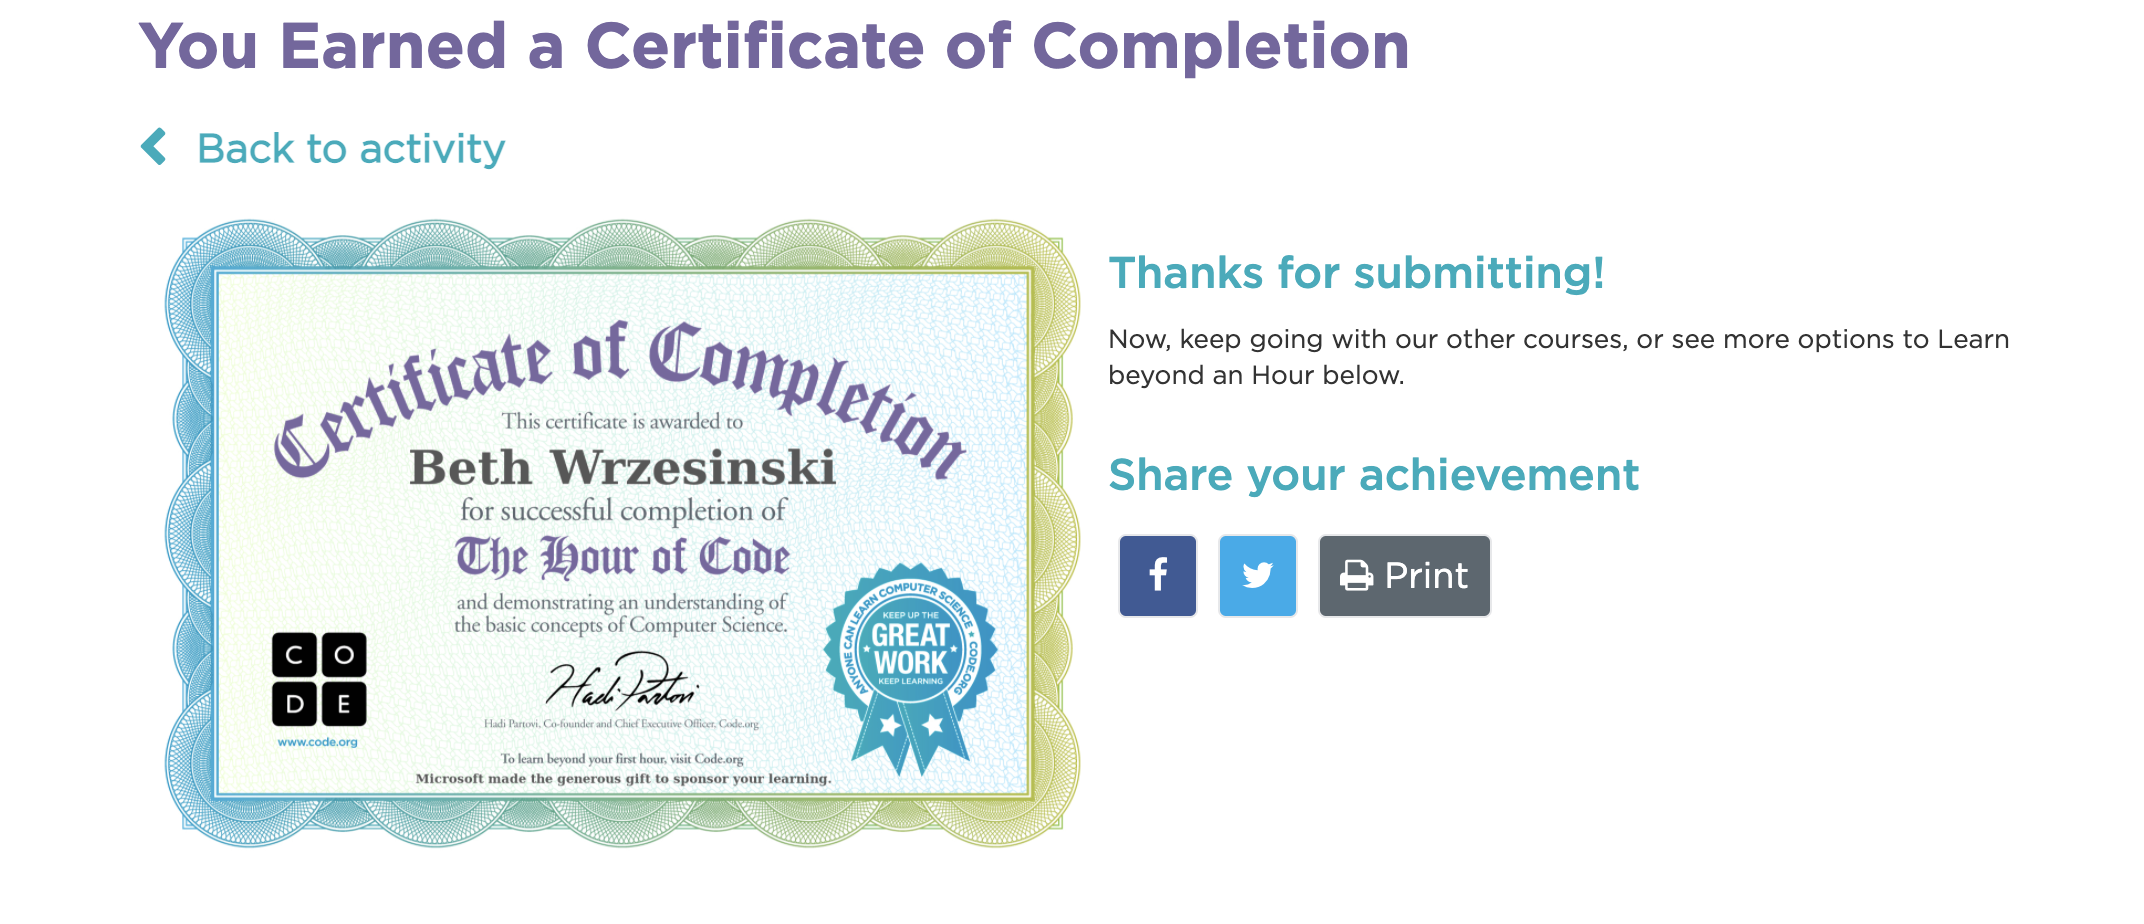 You Earned a Certificate of Completion
Back to activity
Certificate of Completion
This certificate is awarded to
Beth Wrzesinski
for successful completion of
The Hour of Code
and demonstrating an understanding of
the basic concepts of Computer Science.
C O
D E
www.code.org
Hadi Partovi
Hadi Partovi, Co-founder and Chief Executive Officer, Code.org
To learn beyond your first hour, visit Code.org
Microsoft made the generous gift to sponsor your learning.
ANYONE CAN LEARN COMPUTER SCIENCE ★ CODE.ORG
KEEP UP THE
GREAT
WORK
KEEP LEARNING
Thanks for submitting!
Now, keep going with our other courses, or see more options to Learn
beyond an Hour below.
Share your achievement
f
Print